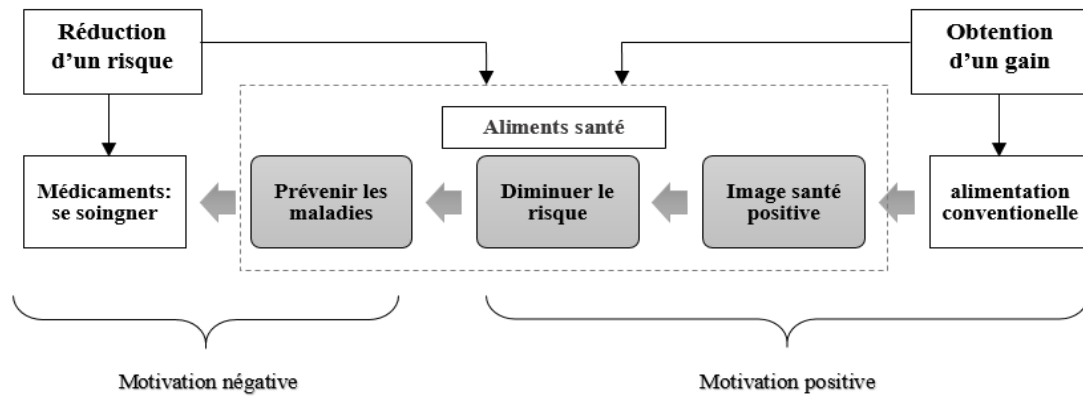 Réduction
d’un risque
Obtention
d’un gain
Aliments santé
Médicaments:
se soingner
Prévenir les
maladies
Diminuer le
risque
Image santé
positive
alimentation
conventionelle
Motivation négative
Motivation positive